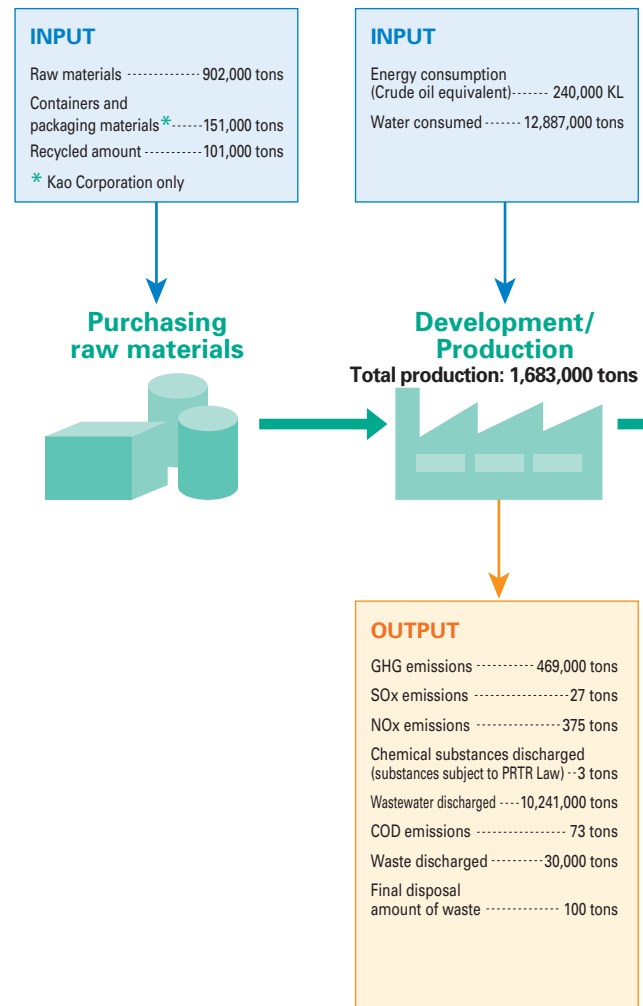 INPUT
Raw materials ------------- 902,000 tons
Containers and
packaging materials*------151,000 tons
Recycled amount -----------101,000 tons
* Kao Corporation only
INPUT
Energy consumption
(Crude oil equivalent)------- 240,000 KL
Water consumed ------- 12,887,000 tons
Purchasing
raw materials
Development/
Production
Total production: 1,683,000 tons
OUTPUT
GHG emissions ----------- 469,000 tons
SOx emissions ------------------27 tons
NOx emissions ----------------375 tons
Chemical substances discharged
(substances subject to PRTR Law) --3 tons
Wastewater discharged ----10,241,000 tons
COD emissions ----------------- 73 tons
Waste discharged ----------30,000 tons
Final disposal
amount of waste -------------- 100 tons